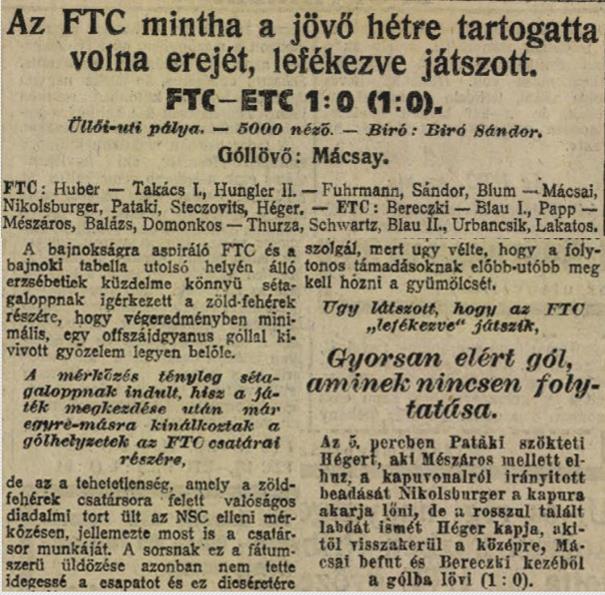 Az FTC mintha a jövő hétre tartogatta
volna erejét, lefékezve játszott.
FTC—ETC 1:0 (1:0).
Üllői-uti pálya. — 5000 néző. — Biró: Biró Sándor.
Góllövő: Mácsay.
FTC: Huber — Takács I., Hungler II. — Fuhrmann, Sándor, Blum — Mácsai,
Nikolsburger, Pataki, Steczovits, Héger. — ETC: Bereczki — Blau I., Papp —
Mészáros, Balázs, Domonkos — Thurza, Schwartz, Blau II., Urbancsik, Lakatos.
A bajnokságra aspiráló FTC és a
bajnoki tabella utolsó helyén álló
erzsébetiek küzdelme könnyü séta-
galoppnak igérkezett a zöld-fehérek
részére, hogy végeredményben mini-
mális, egy offszájdgyanus góllal ki-
vivott győzelem legyen belőle.
A mérkőzés tényleg séta-
galoppnak indult, hisz a já-
ték megkezdése után már
egyre-másra kinálkoztak a
gólhelyzetek az FTC csatárai
részére,
de az a tehetetlenség, amely a zöld-
fehérek csatársora felett valóságos
diadalmi tort ült az NSC elleni mér-
kőzésen, jellemezte most is a csatár-
sor munkáját. A sorsnak ez a fátum-
szerü üldözése azonban nem tette
idegessé a csapatot és ez dicséretére
szolgál, mert ugy vélte, hogy a foly-
tonos támadásoknak előbb-utóbb meg
kell hózni a gyümölcsét.
Ugy látszott, hogy az FTC
„lefékezve" játszik,
Gyorsan elért gól,
aminek nincsen foly-
tatása.
Az 5. percben Patáki szökteti
Hégert, aki Mészáros mellett el-
huz, a kapuvonalról irányitott
beadását Nikolsburger a kapura
akarja lőni, de a rosszul talált
labdát ismét Héger kapja, aki-
től visszakerül a középre, Má-
csai befut és Bereczki kezéből
a gólba lövi (1:0).